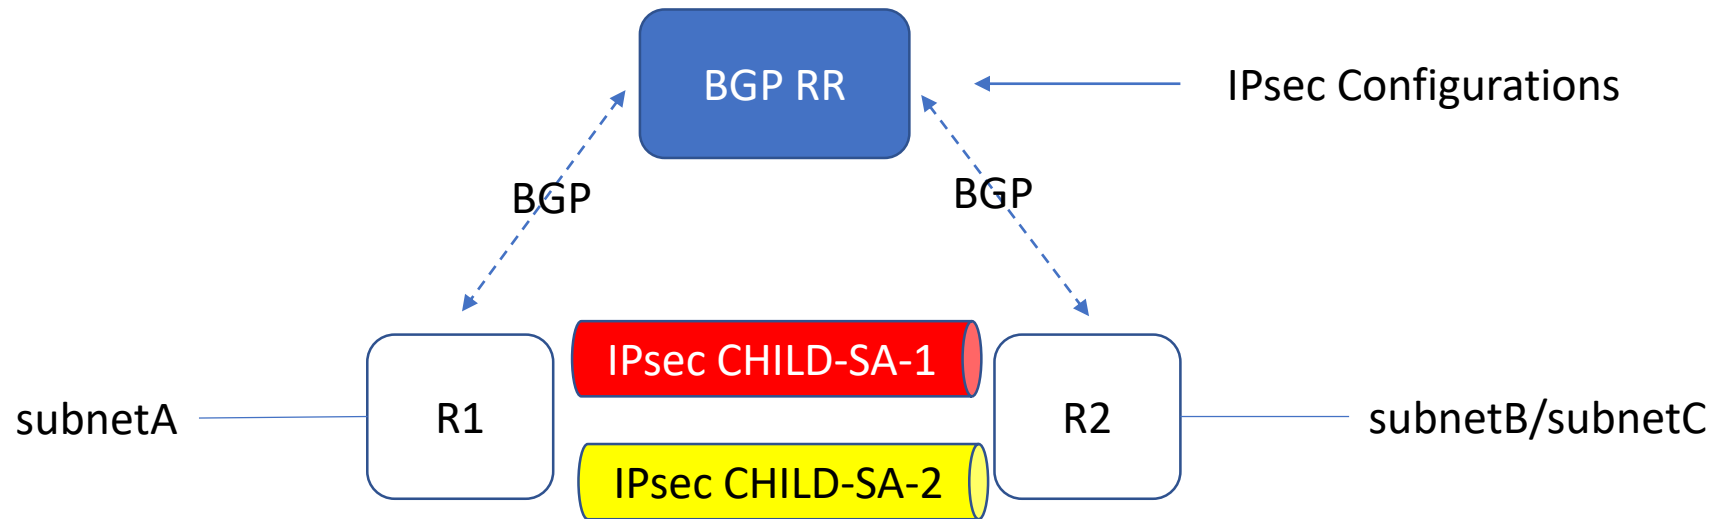 BGP RR
IPsec Configurations
BGP
BGP
IPsec CHILD-SA-1
subnetA
R1
R2
subnetB/subnetC
IPsec CHILD-SA-2